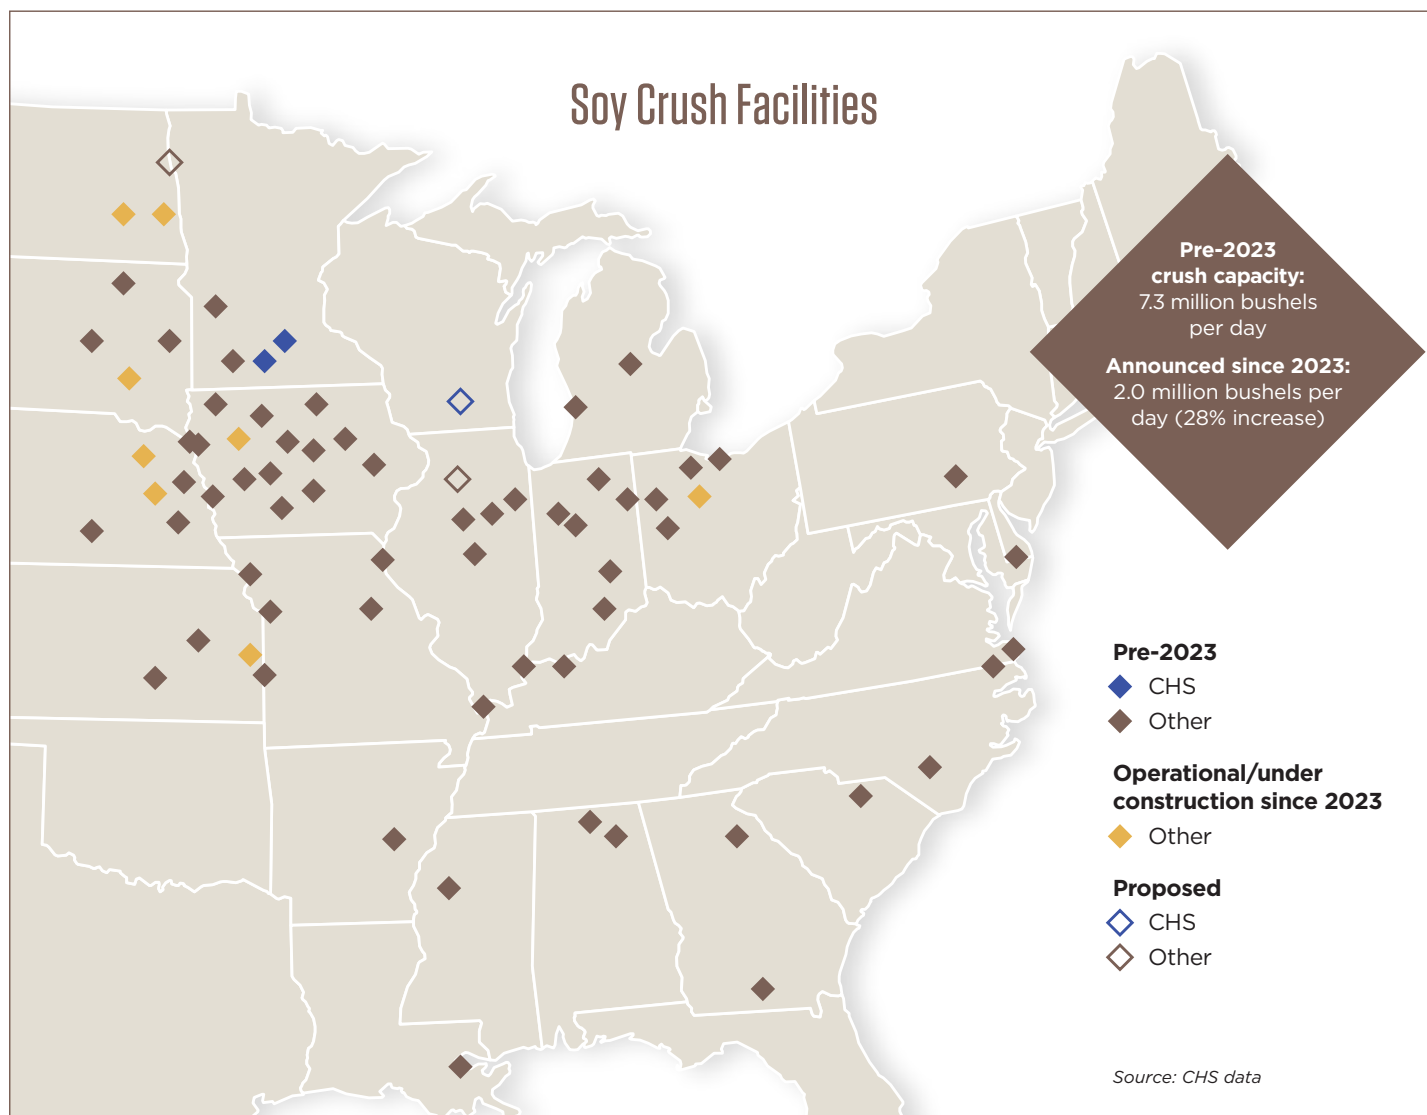 Soy Crush Facilities
Pre-2023
crush capacity:
7.3 million bushels
per day
Announced since 2023:
2.0 million bushels per
day (28% increase)
Pre-2023
CHS
Other
Operational/under
construction since 2023
Other
Proposed
CHS
Other
Source: CHS data